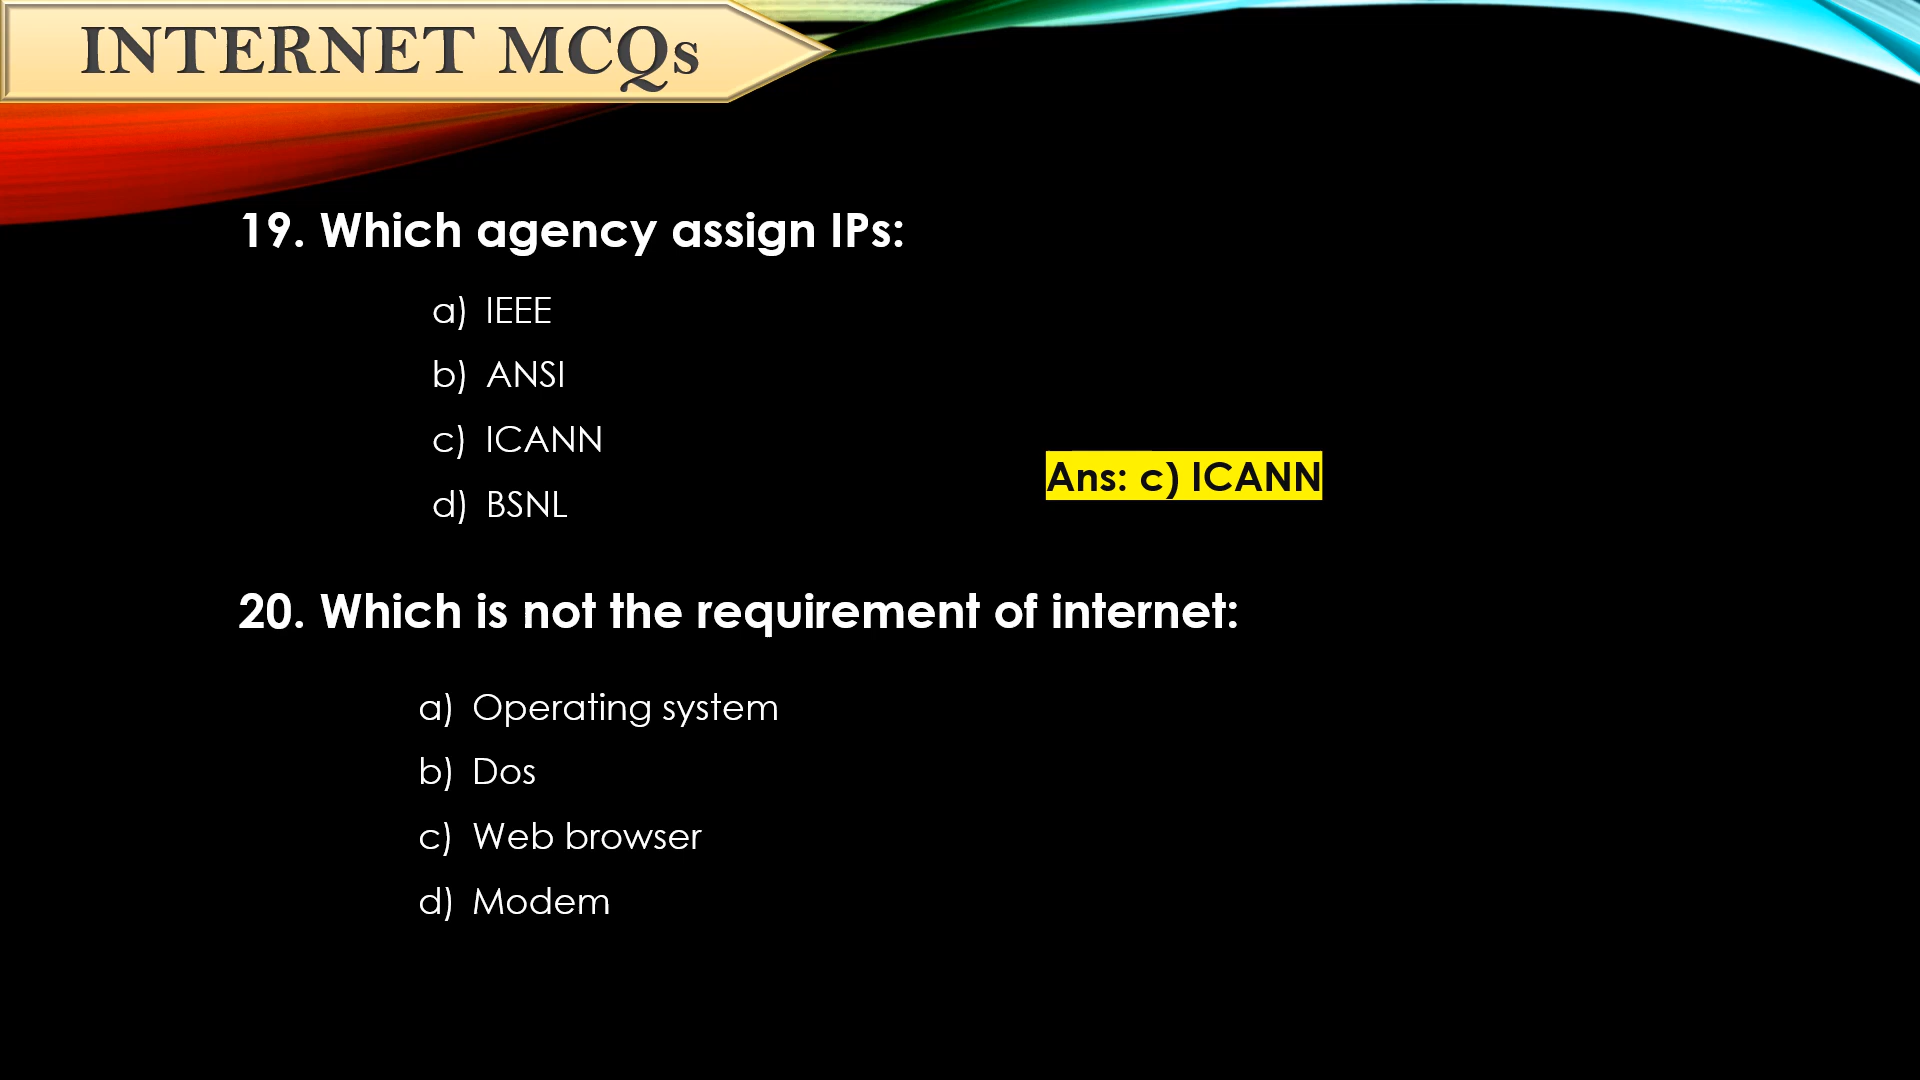 INTERNET MCQs
19. Which agency assign IPs:
a) IEEE
b) ANSI
c) ICANN
d) BSNL
Ans: c) ICANN
20. Which is not the requirement of internet:
a) Operating system
b) Dos
c) Web browser
d) Modem